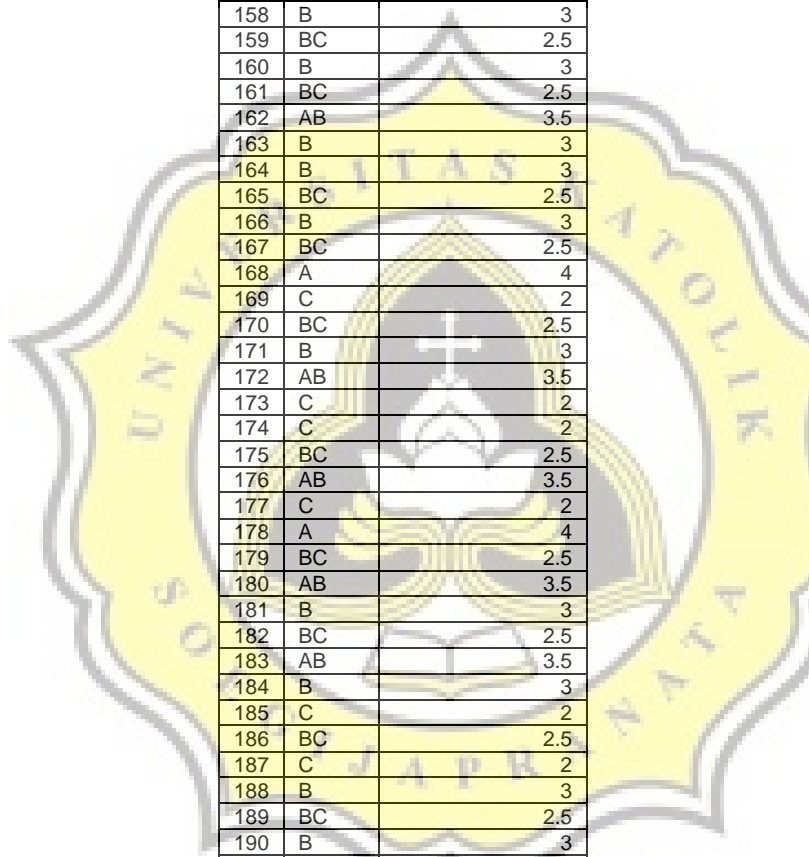 158 B 3
159 BC 2.5
160 B 3
161 BC 2.5
162 AB 3.5
163 B 3
164 B 3
165 BC 2.5
166 B 3
167 BC 2.5
168 A 4
169 C 2
170 BC 2.5
171 B 3
172 AB 3.5
173 C 2
174 C 2
175 BC 2.5
176 AB 3.5
177 C 2
178 A 4
179 BC 2.5
180 AB 3.5
181 B 3
182 BC 2.5
183 AB 3.5
184 B 3
185 C 2
186 BC 2.5
187 C 2
188 B 3
189 BC 2.5
190 B 3
UNIVERSITAS KATOLIK
SOEGIJAPRANATA